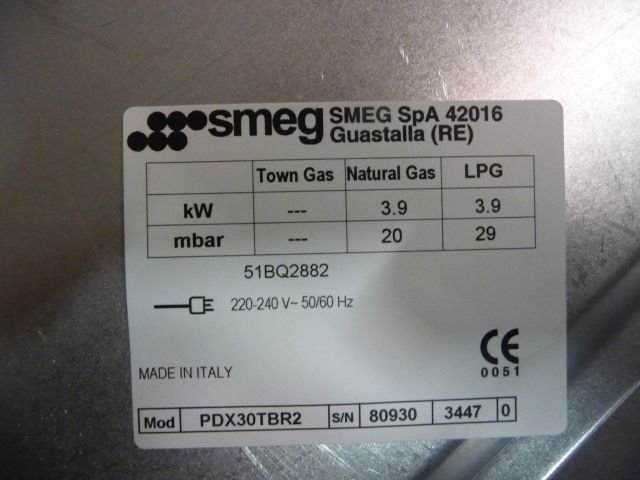 smeg SMEG SpA 42016
Guastalla (RE)
Town Gas Natural Gas LPG
kW --- 3.9 3.9
mbar --- 20 29
51BQ2882
220-240 V~ 50/60 Hz
CE
0051
MADE IN ITALY
Mod PDX30TBR2 S/N 80930 3447 0